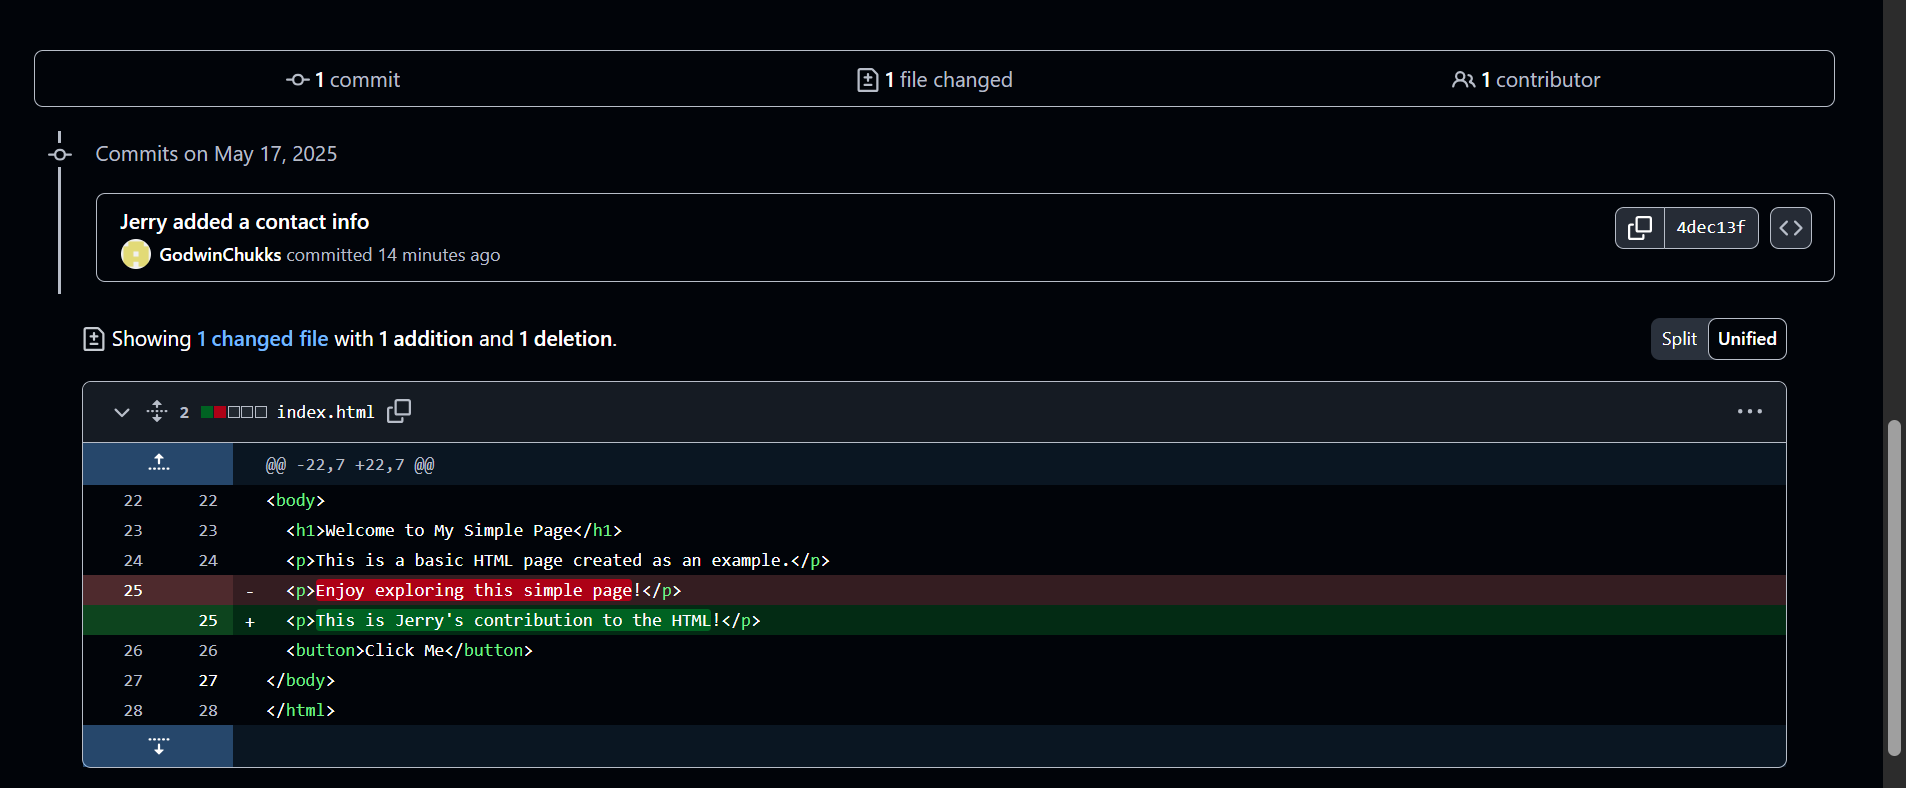 1 commit
1 file changed
1 contributor
Commits on May 17, 2025
Jerry added a contact info
GodwinChukks committed 14 minutes ago
4dec13f
Showing 1 changed file with 1 addition and 1 deletion.
Split Unified
2 index.html
@@ -22,7 +22,7 @@
22 22 <body>
23 23 <h1>Welcome to My Simple Page</h1>
24 24 <p>This is a basic HTML page created as an example.</p>
25 - <p>Enjoy exploring this simple page!</p>
25 + <p>This is Jerry's contribution to the HTML!</p>
26 26 <button>Click Me</button>
27 27 </body>
28 28 </html>